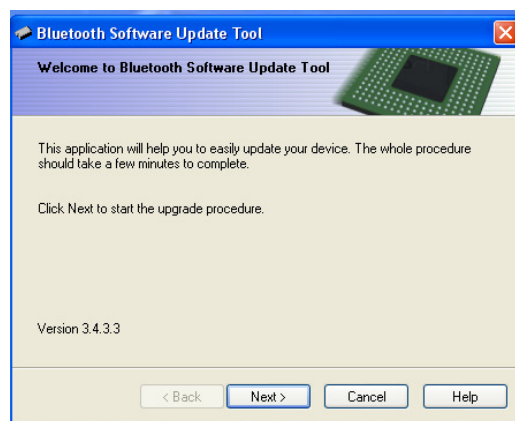 Bluetooth Software Update Tool
Welcome to Bluetooth Software Update Tool
This application will help you to easily update your device. The whole procedure
should take a few minutes to complete.
Click Next to start the upgrade procedure.
Version 3.4.3.3
< Back Next > Cancel Help